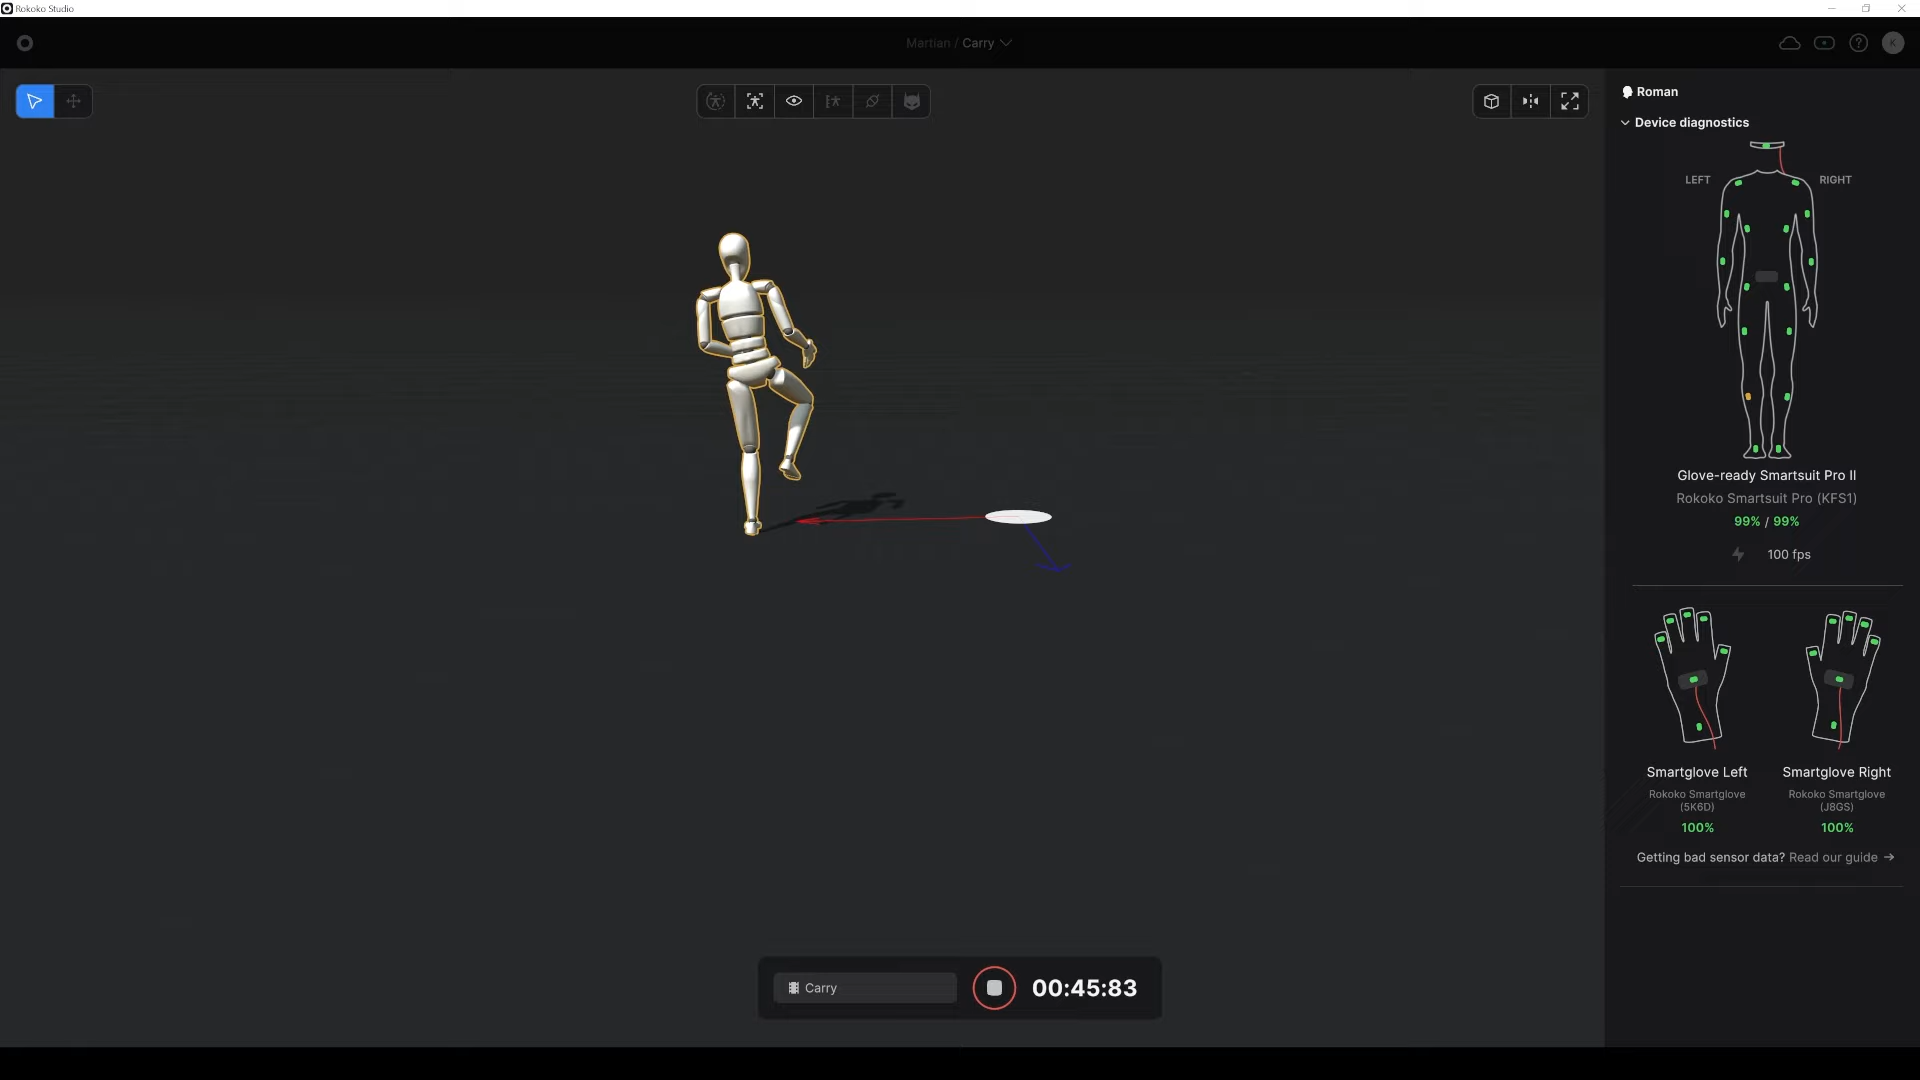 Rokoko Studio
Martian / Carry
K
Roman
Device diagnostics
LEFT
RIGHT
Glove-ready Smartsuit Pro II
Rokoko Smartsuit Pro (KFS1)
99% / 99%
100 fps
Smartglove Left
Smartglove Right
Rokoko Smartglove
(5K6D)
Rokoko Smartglove
(J8GS)
100%
100%
Getting bad sensor data? Read our guide →
Carry
00:45:83